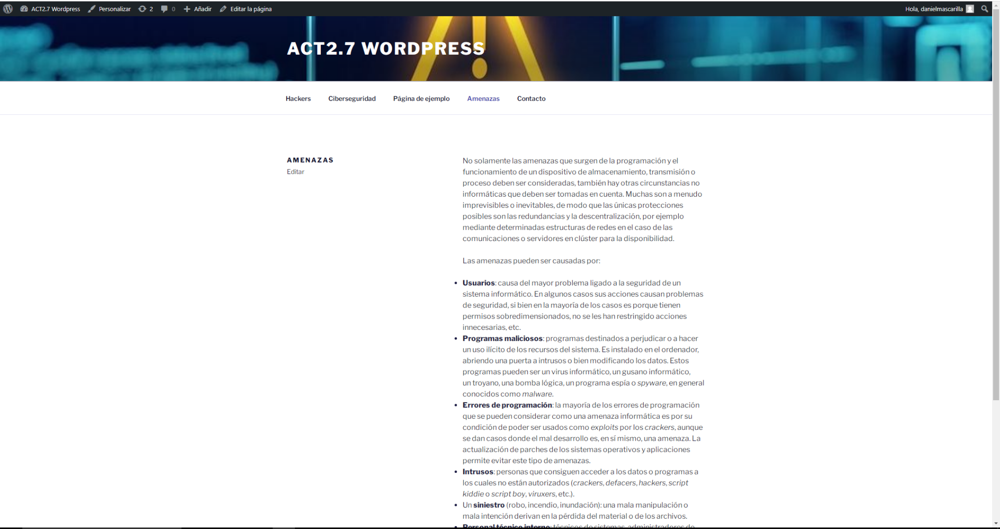 ACT2.7 Wordpress Personalizar 2 0 Añadir Editar la página Hola, danielmascarilla
ACT2.7 WORDPRESS
Hackers Ciberseguridad Página de ejemplo Amenazas Contacto
AMENAZAS
Editar
No solamente las amenazas que surgen de la programación y el
funcionamiento de un dispositivo de almacenamiento, transmisión o
proceso deben ser consideradas, también hay otras circunstancias no
informáticas que deben ser tomadas en cuenta. Muchas son a menudo
imprevisibles o inevitables, de modo que las únicas protecciones
posibles son las redundancias y la descentralización, por ejemplo
mediante determinadas estructuras de redes en el caso de las
comunicaciones o servidores en clúster para la disponibilidad.
Las amenazas pueden ser causadas por:
• Usuarios: causa del mayor problema ligado a la seguridad de un
sistema informático. En algunos casos sus acciones causan problemas
de seguridad, si bien en la mayoría de los casos es porque tienen
permisos sobredimensionados, no se les han restringido acciones
innecesarias, etc.
• Programas maliciosos: programas destinados a perjudicar o a hacer
un uso ilícito de los recursos del sistema. Es instalado en el ordenador,
abriendo una puerta a intrusos o bien modificando los datos. Estos
programas pueden ser un virus informático, un gusano informático,
un troyano, una bomba lógica, un programa espía o spyware, en general
conocidos como malware.
• Errores de programación: la mayoría de los errores de programación
que se pueden considerar como una amenaza informática es por su
condición de poder ser usados como exploits por los crackers, aunque
se dan casos donde el mal desarrollo es, en sí mismo, una amenaza. La
actualización de parches de los sistemas operativos y aplicaciones
permite evitar este tipo de amenazas.
• Intrusos: personas que consiguen acceder a los datos o programas a
los cuales no están autorizados (crackers, defacers, hackers, script
kiddie o script boy, viruxers, etc.).
• Un siniestro (robo, incendio, inundación): una mala manipulación o
mala intención derivan en la pérdida del material o de los archivos.
• Personal técnico interno: técnicos de sistemas, administradores de